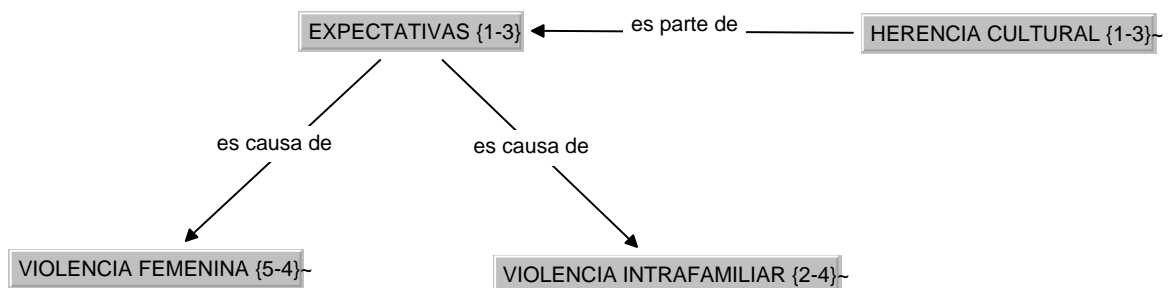 EXPECTATIVAS {1-3}
es parte de
HERENCIA CULTURAL {1-3}~
es causa de
es causa de
VIOLENCIA FEMENINA {5-4}~
VIOLENCIA INTRAFAMILIAR {2-4}~